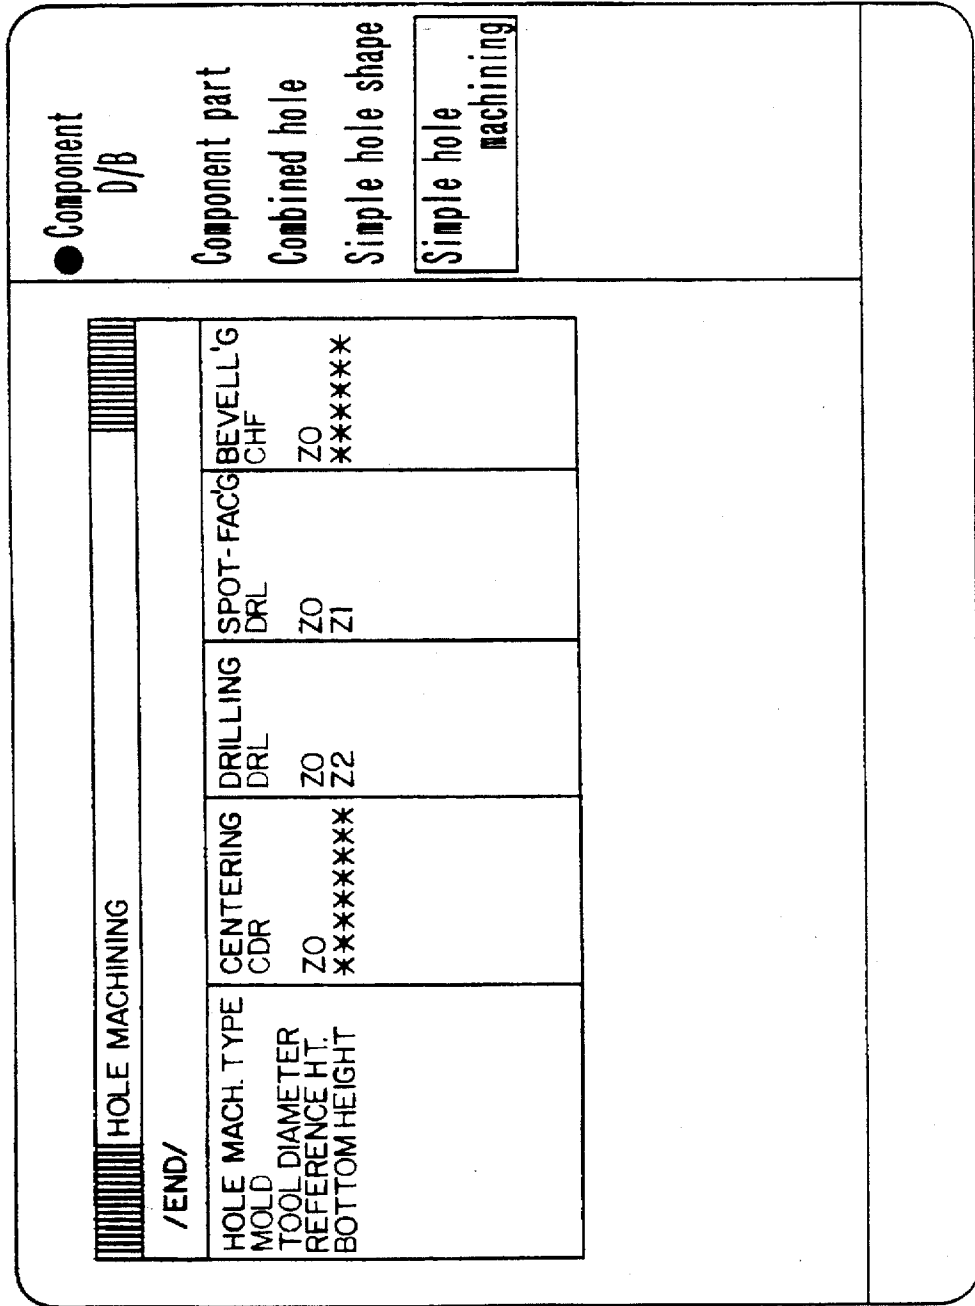 HOLE MACHINING
/END/
HOLE MACH. TYPE CENTERING DRILLING SPOT-FAC'G BEVELL'G
MOLD CDR DRL DRL CHF
TOOL DIAMETER
REFERENCE HT. ZO ZO ZO ZO
BOTTOM HEIGHT ******** Z2 Z1 ******
● Component
D/B
Component part
Combined hole
Simple hole shape
Simple hole
machining